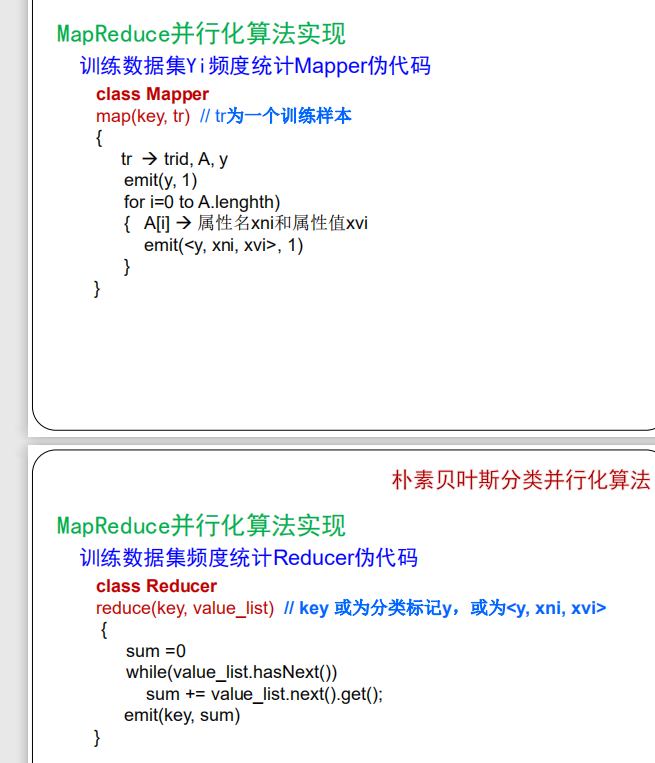 MapReduce并行化算法实现
训练数据集Yi频度统计Mapper伪代码
class Mapper
map(key, tr) // tr为一个训练样本
{
tr → trid, A, y
emit(y, 1)
for i=0 to A.lenghth)
{ A[i] → 属性名xni和属性值xvi
emit(<y, xni, xvi>, 1)
}
}
朴素贝叶斯分类并行化算法
MapReduce并行化算法实现
训练数据集频度统计Reducer伪代码
class Reducer
reduce(key, value_list) // key 或为分类标记y，或为<y, xni, xvi>
{
sum =0
while(value_list.hasNext())
sum += value_list.next().get();
emit(key, sum)
}